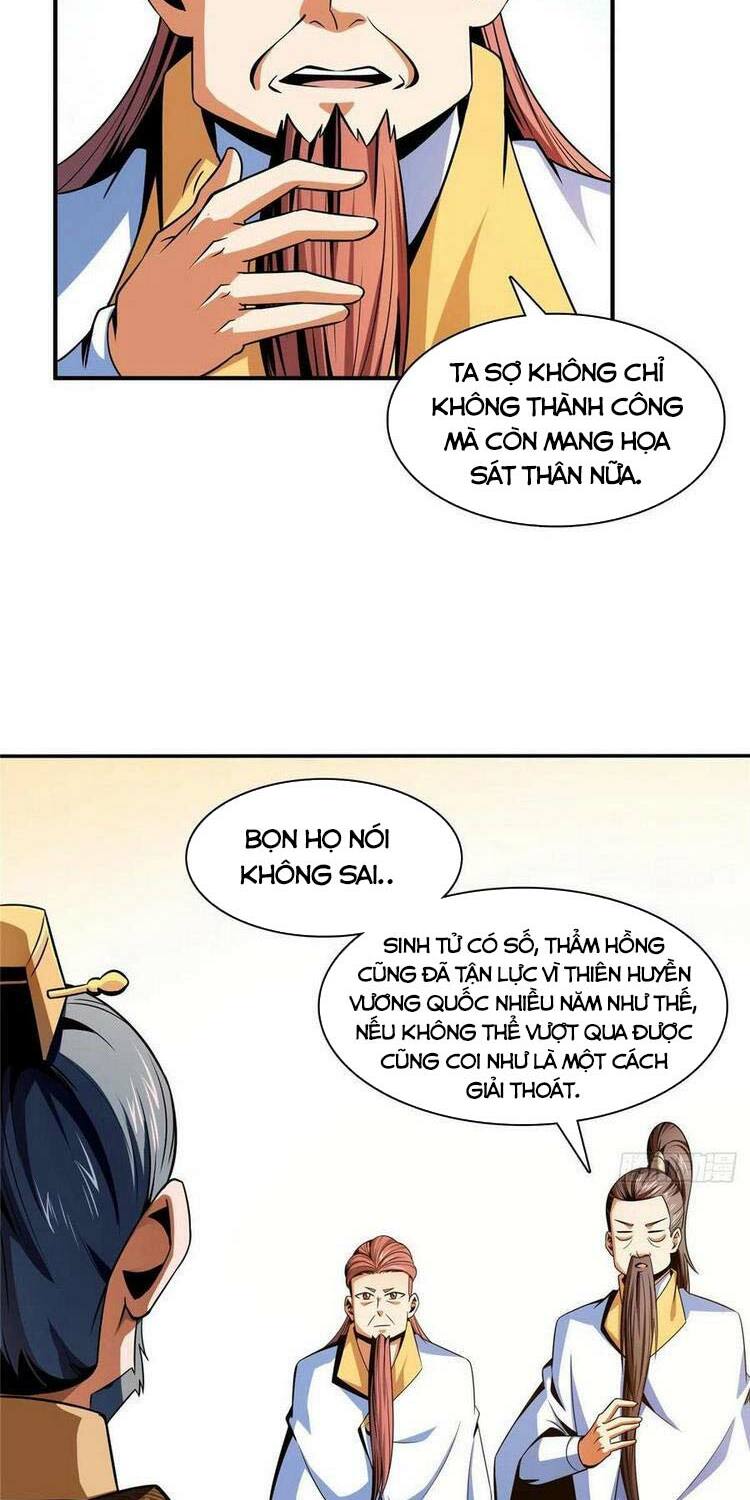 TA SỢ KHÔNG CHỈ
KHÔNG THÀNH CÔNG
MÀ CÒN MANG HỌA
SÁT THÂN NỮA.
BỌN HỌ NÓI
KHÔNG SAI..
SINH TỬ CÓ SỐ, THẨM HỒNG
CŨNG ĐÃ TẬN LỰC VÌ THIÊN HUYỀN
VƯƠNG QUỐC NHIỀU NĂM NHƯ THẾ,
NẾU KHÔNG THỂ VƯỢT QUA ĐƯỢC
CŨNG COI NHƯ LÀ MỘT CÁCH
GIẢI THOÁT.